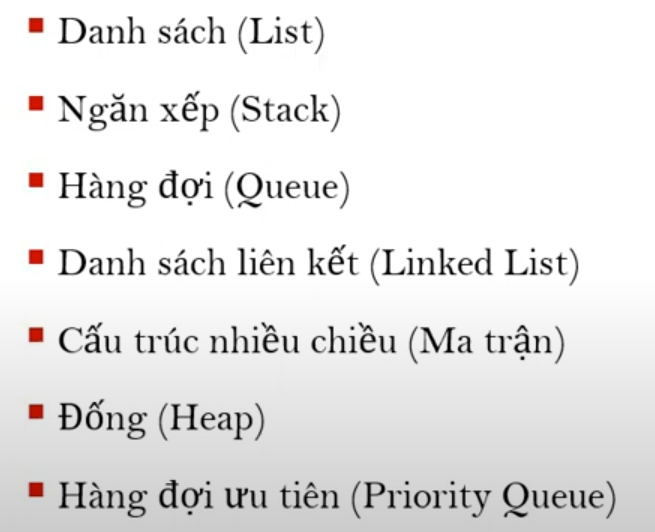 Danh sách (List)
Ngăn xếp (Stack)
Hàng đợi (Queue)
Danh sách liên kết (Linked List)
Cấu trúc nhiều chiều (Ma trận)
Đống (Heap)
Hàng đợi ưu tiên (Priority Queue)